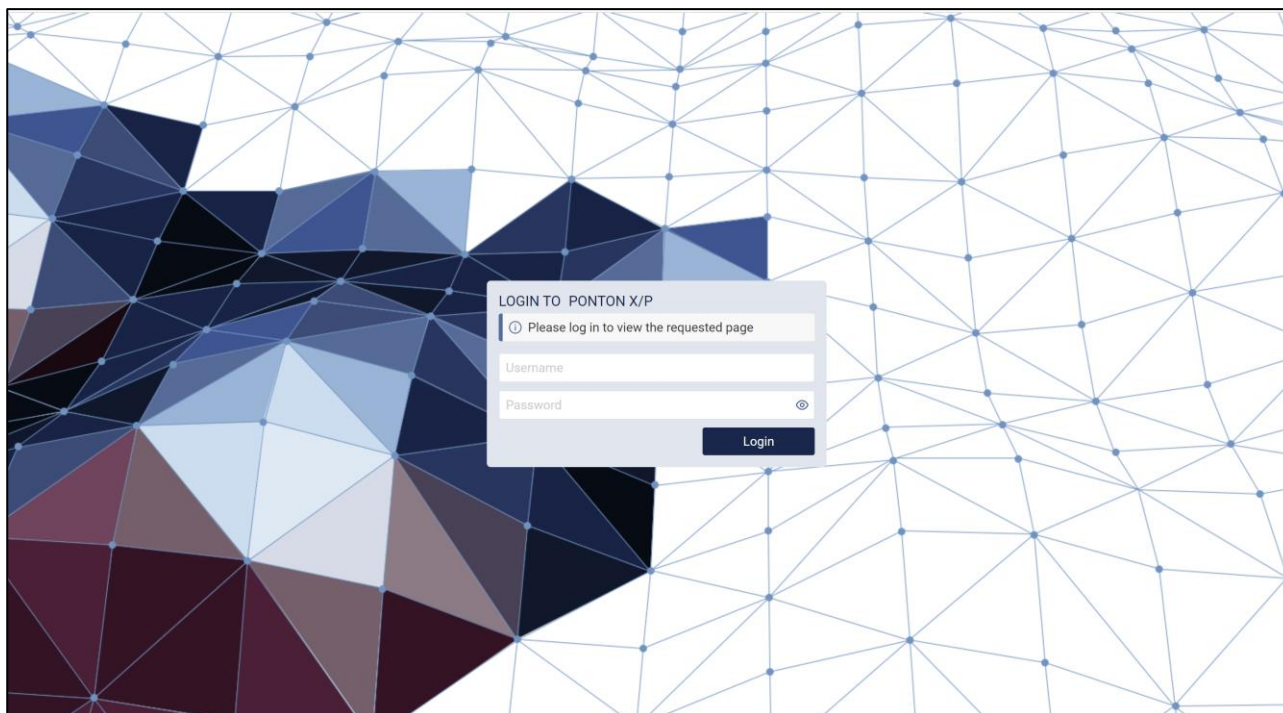 LOGIN TO PONTON X/P
Please log in to view the requested page
Username
Password
Login